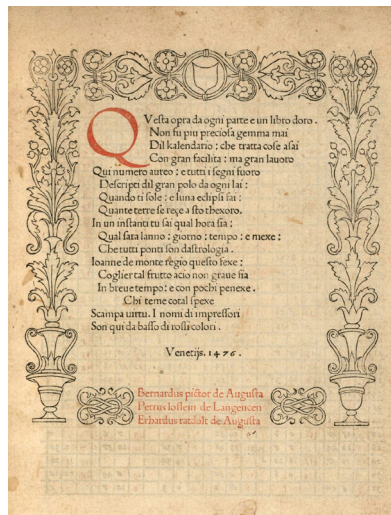 QVesta opra da ogni parte e un libro doro.
Non fu piu preciosa gemma mai
Dil kalendario: che tratta cose asai
Con gran facilita: ma gran lauoro
Qui numero aureo: e tutti i segni fuoro
Descripti dil gran polo da ogni lai:
Quando ti sole: e luna eclipsi fai:
Quante terre se rege a sto thexoro.
In un instanti tu sai qual hora sia:
Qual sara lanno: giorno: tempo: e mexe:
Che tutti ponti son dastrologia.
Ioanne de monte regio questo fexe:
Coglier tal frutto acio non graue sia
In breue tempo: e con pochi penexe.
Chi teme cotal spexe
Scampa uirtu. I nomi di impressori
Son qui da basso di rossi colori.
Venetijs. 1476.
Bernardus pictor de Augusta
Petrus loslein de Langencen
Erhardus ratdolt de Augusta